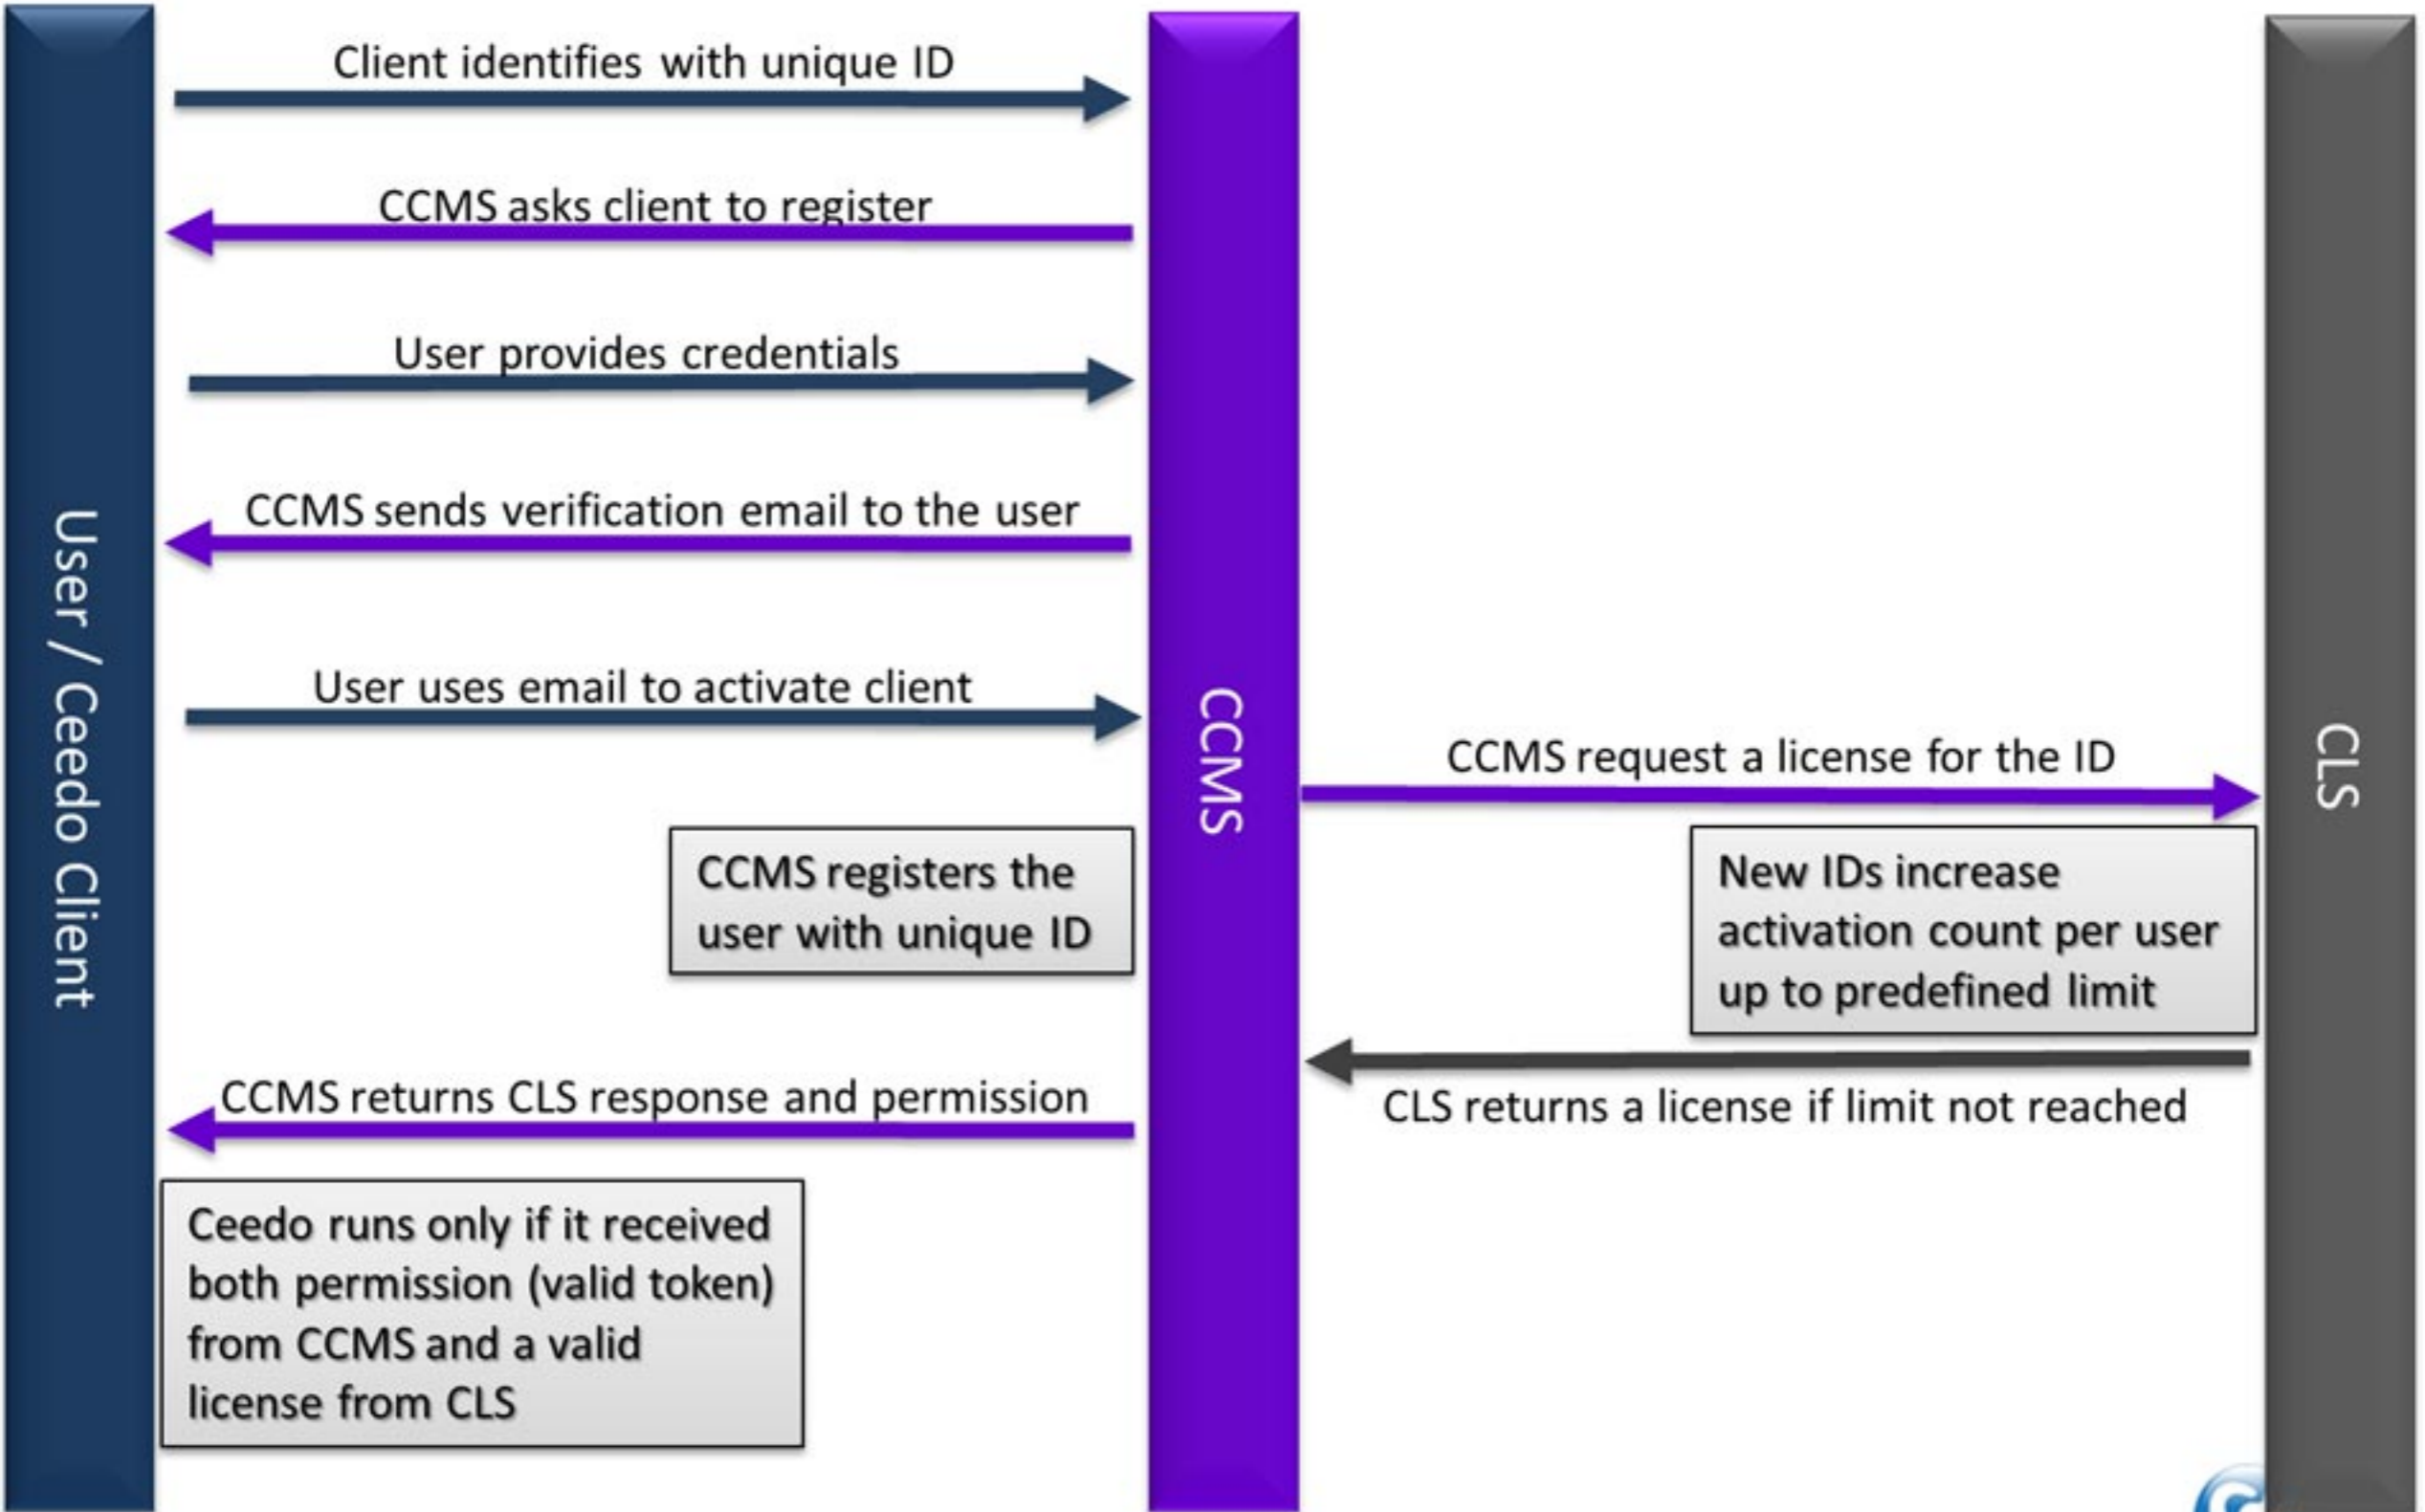 Client identifies with unique ID
CCMS asks client to register
User provides credentials
CCMS sends verification email to the user
User uses email to activate client
User / Ceedo Client
CCMS
CLS
CCMS request a license for the ID
CCMS registers the
user with unique ID
New IDs increase
activation count per user
up to predefined limit
CLS returns a license if limit not reached
CCMS returns CLS response and permission
Ceedo runs only if it received
both permission (valid token)
from CCMS and a valid
license from CLS